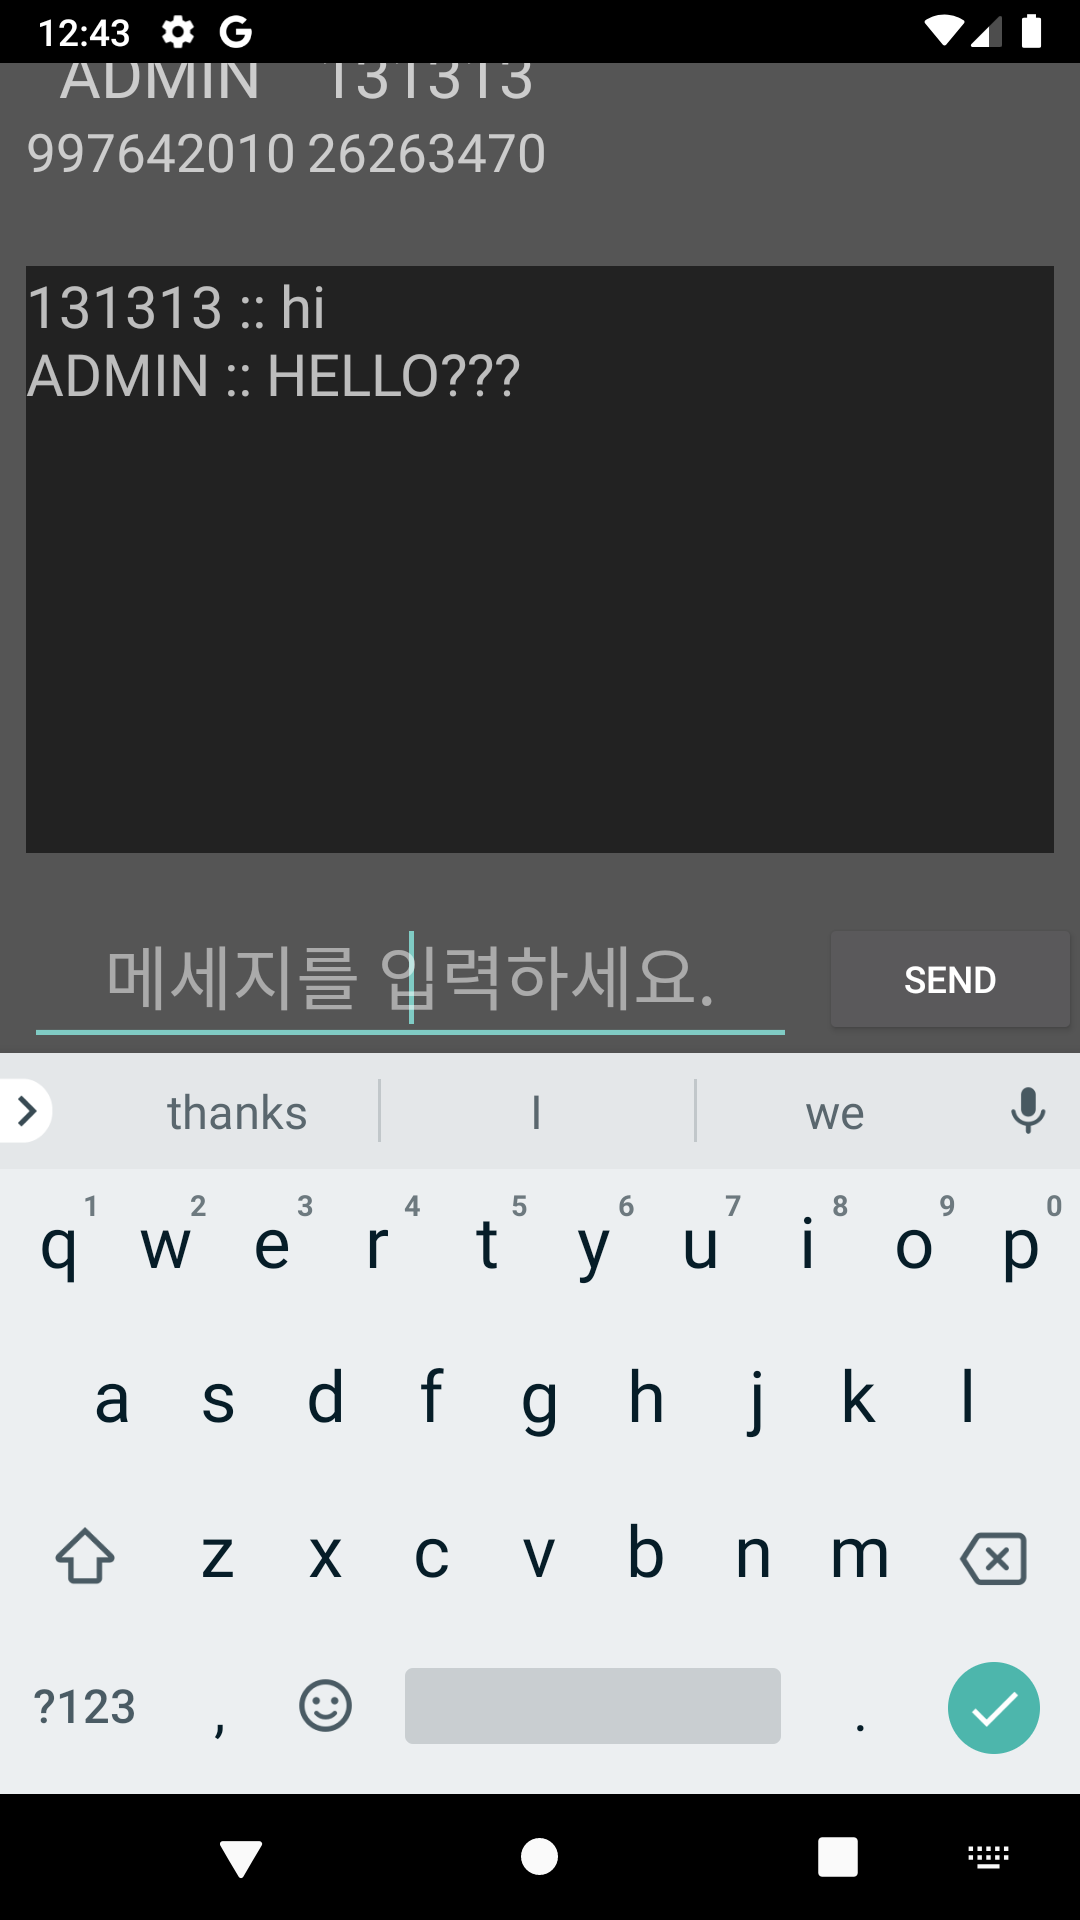 12:43
ADMIN 131313
997642010 26263470
131313 :: hi
ADMIN :: HELLO???
메세지를 입력하세요.
SEND
thanks I we
1 2 3 4 5 6 7 8 9 0
q w e r t y u i o p
a s d f g h j k l
z x c v b n m
?123 , .